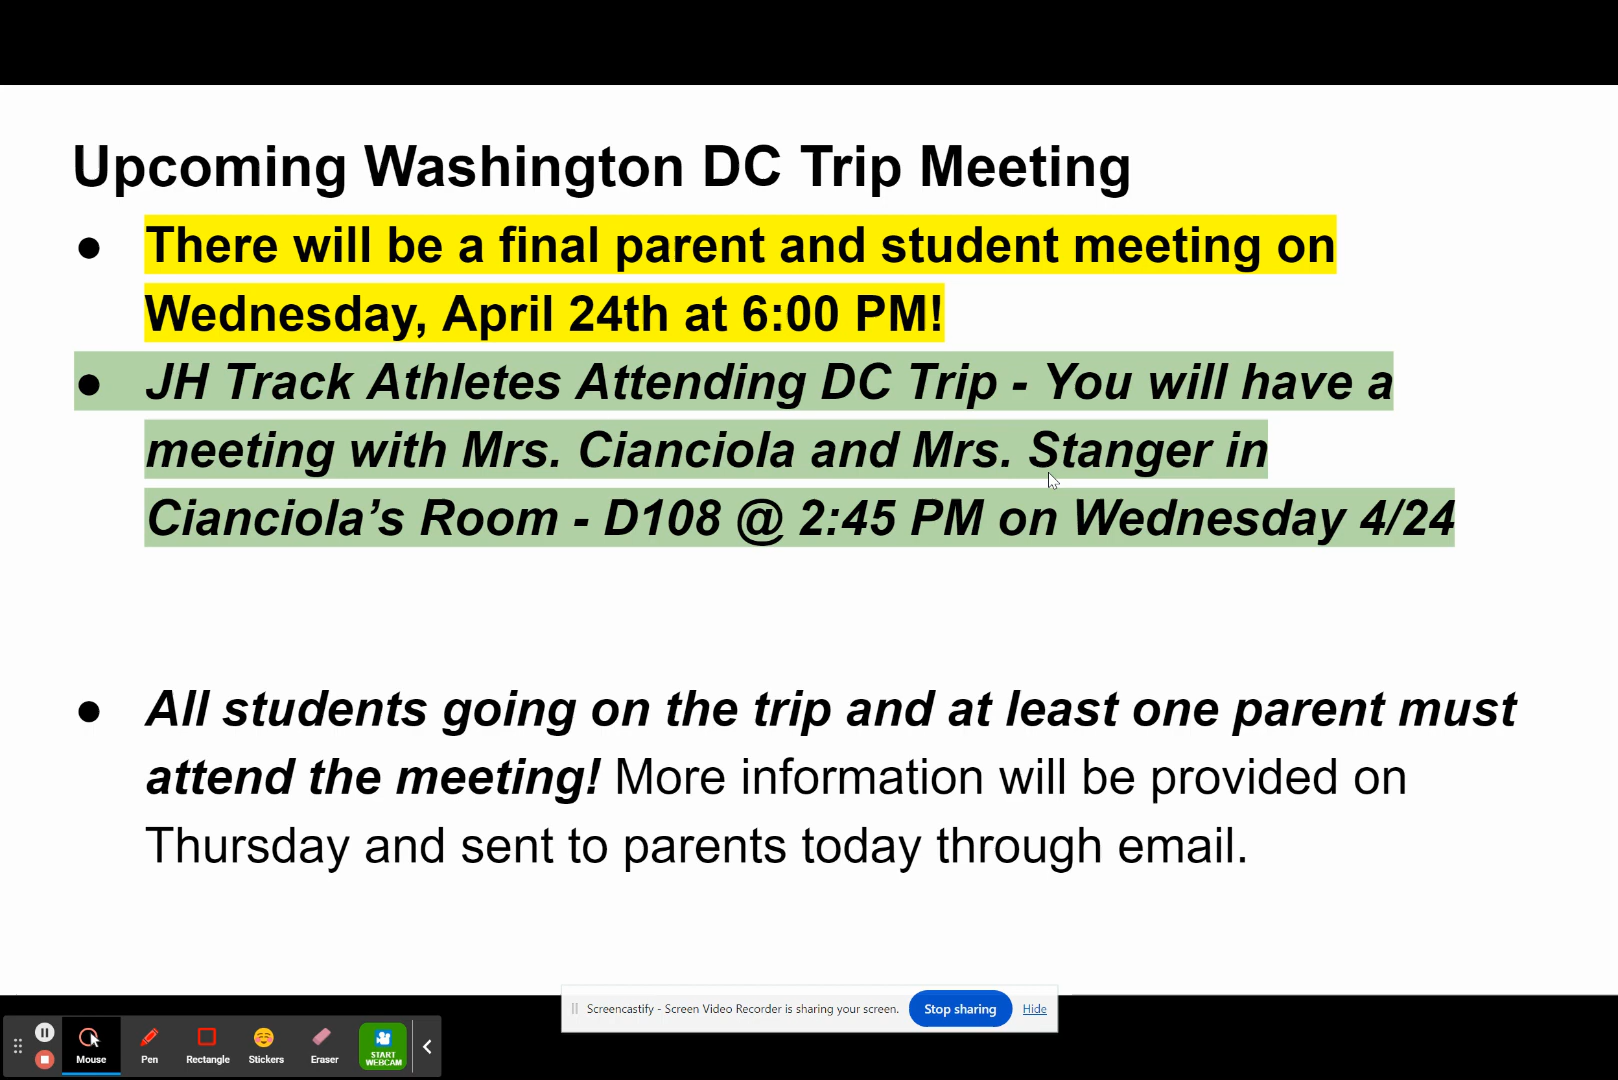 Upcoming Washington DC Trip Meeting
● There will be a final parent and student meeting on
Wednesday, April 24th at 6:00 PM!
● JH Track Athletes Attending DC Trip - You will have a
meeting with Mrs. Cianciola and Mrs. Stanger in
Cianciola’s Room - D108 @ 2:45 PM on Wednesday 4/24
● All students going on the trip and at least one parent must
attend the meeting! More information will be provided on
Thursday and sent to parents today through email.
Screencastify - Screen Video Recorder is sharing your screen. Stop sharing Hide
Mouse Pen Rectangle Stickers Eraser START
WEBCAM